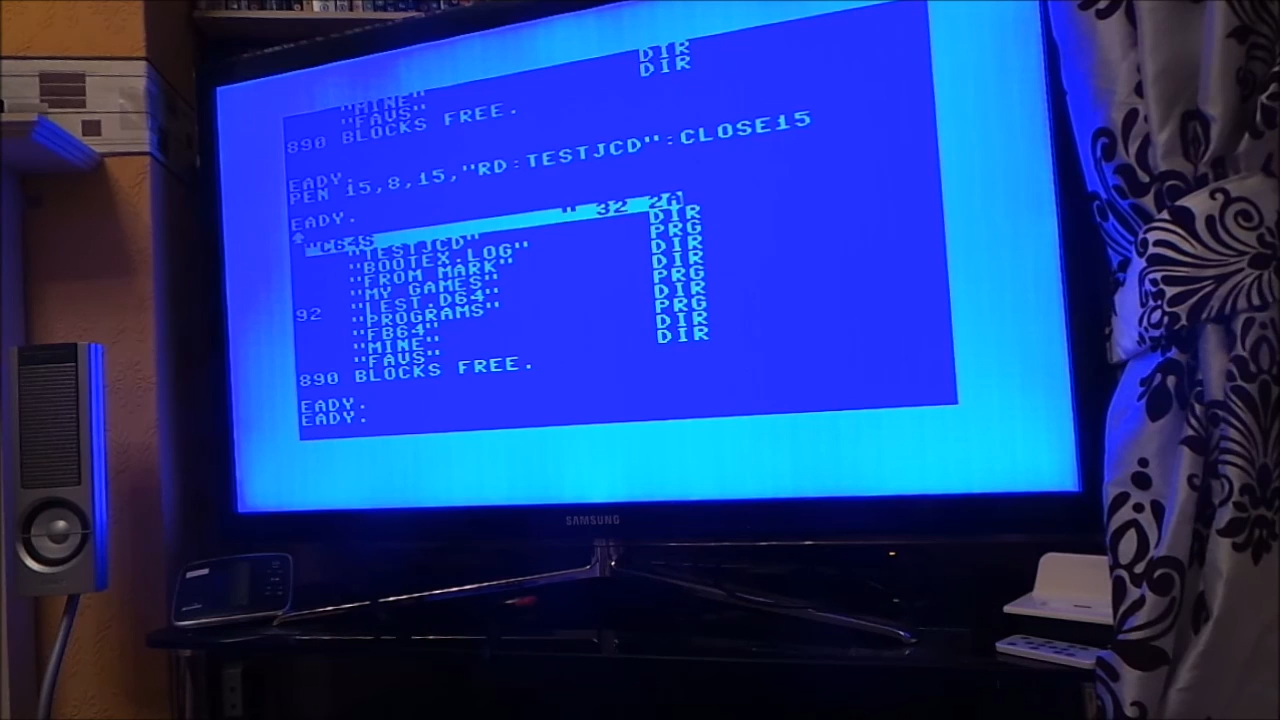 DIR
DIR
"MINE"
"FAVS"
890 BLOCKS FREE.
EADY.
PEN 15,8,15,"RD:TESTJCD":CLOSE15
EADY.
" 32 2A
"TESTJCD" DIR
"BOOTEX.LOG" PRG
"FROM MARK" DIR
"MY GAMES" DIR
92 "LEST.D64" PRG
"PROGRAMS" DIR
"FB64" PRG
"MINE" DIR
"FAVS" DIR
890 BLOCKS FREE.
EADY.
EADY.
SAMSUNG